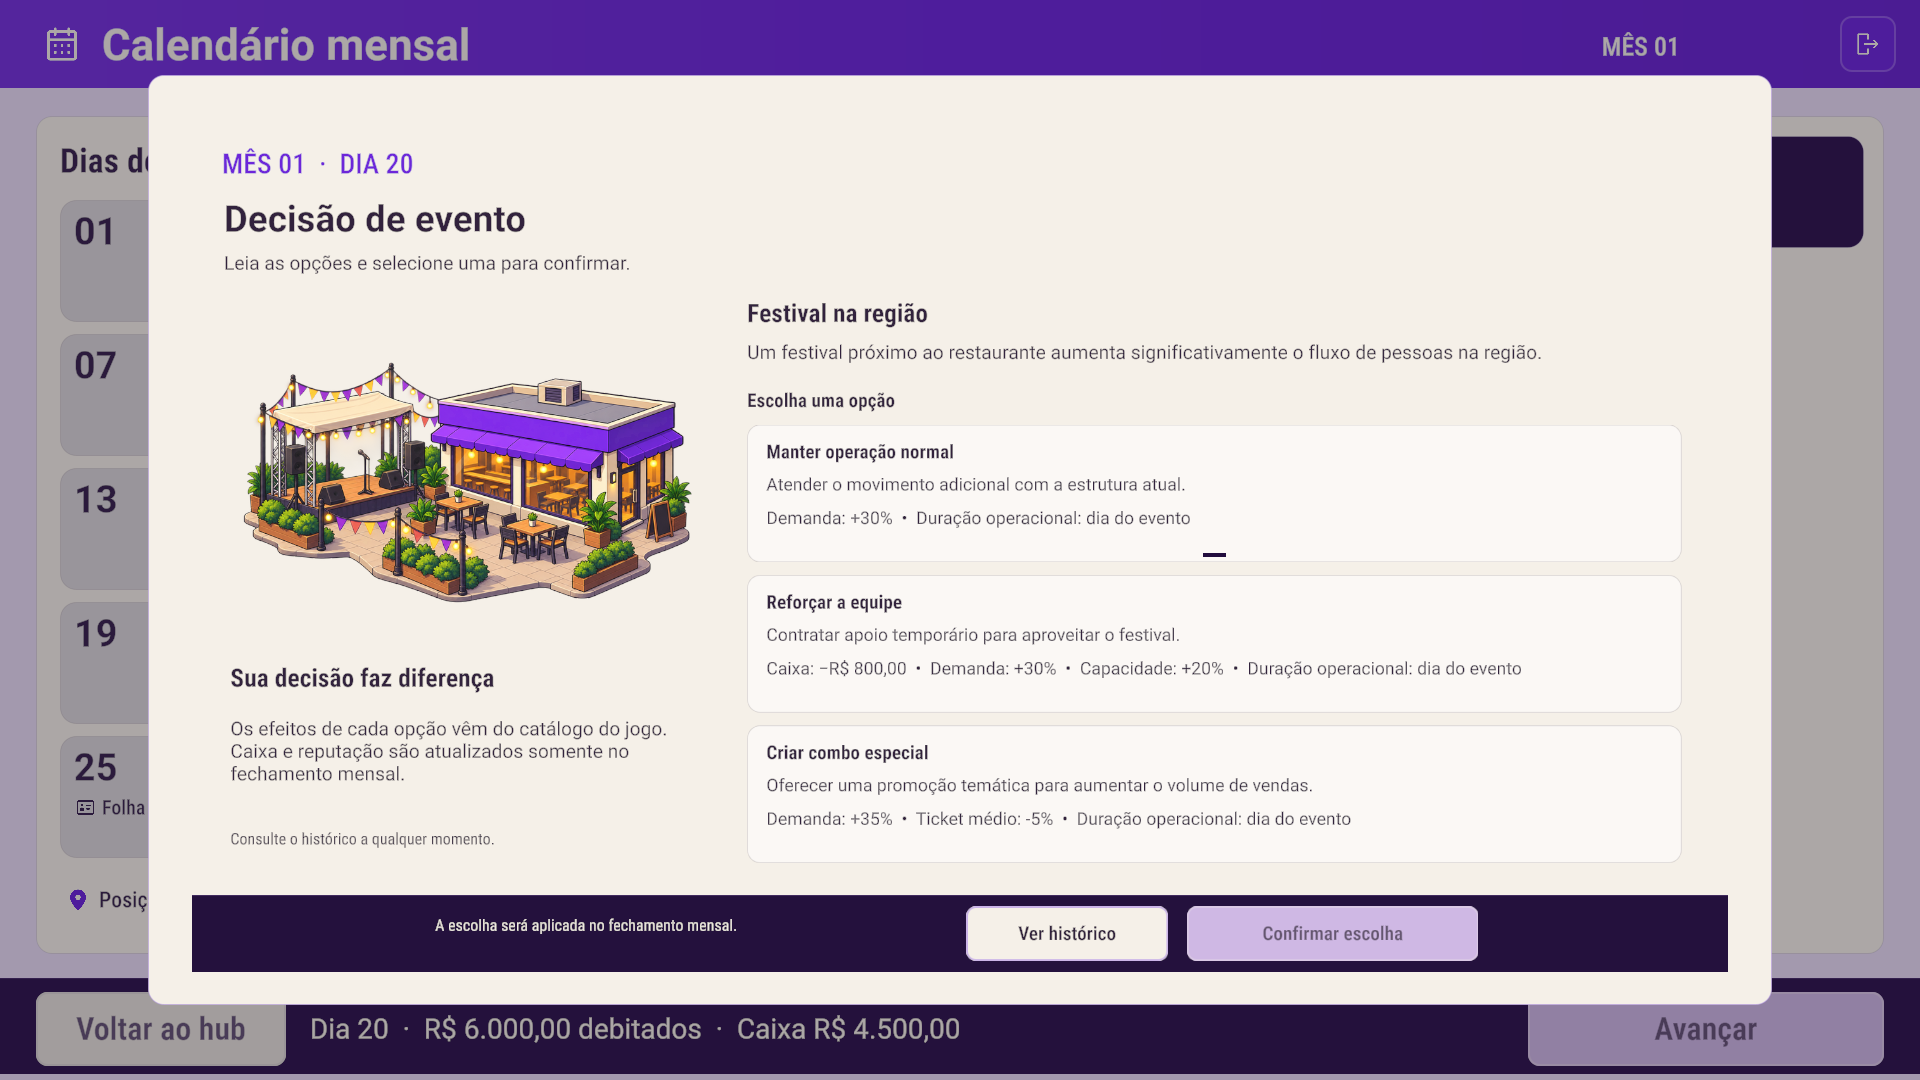 Calendário mensal
MÊS 01
Dias d
01
07
13
19
25
Folha
Posiç
MÊS 01 · DIA 20
Decisão de evento
Leia as opções e selecione uma para confirmar.
Sua decisão faz diferença
Os efeitos de cada opção vêm do catálogo do jogo.
Caixa e reputação são atualizados somente no
fechamento mensal.
Consulte o histórico a qualquer momento.
Festival na região
Um festival próximo ao restaurante aumenta significativamente o fluxo de pessoas na região.
Escolha uma opção
Manter operação normal
Atender o movimento adicional com a estrutura atual.
Demanda: +30% • Duração operacional: dia do evento
Reforçar a equipe
Contratar apoio temporário para aproveitar o festival.
Caixa: −R$ 800,00 • Demanda: +30% • Capacidade: +20% • Duração operacional: dia do evento
Criar combo especial
Oferecer uma promoção temática para aumentar o volume de vendas.
Demanda: +35% • Ticket médio: -5% • Duração operacional: dia do evento
A escolha será aplicada no fechamento mensal.
Ver histórico
Confirmar escolha
Voltar ao hub
Dia 20 · R$ 6.000,00 debitados · Caixa R$ 4.500,00
Avançar